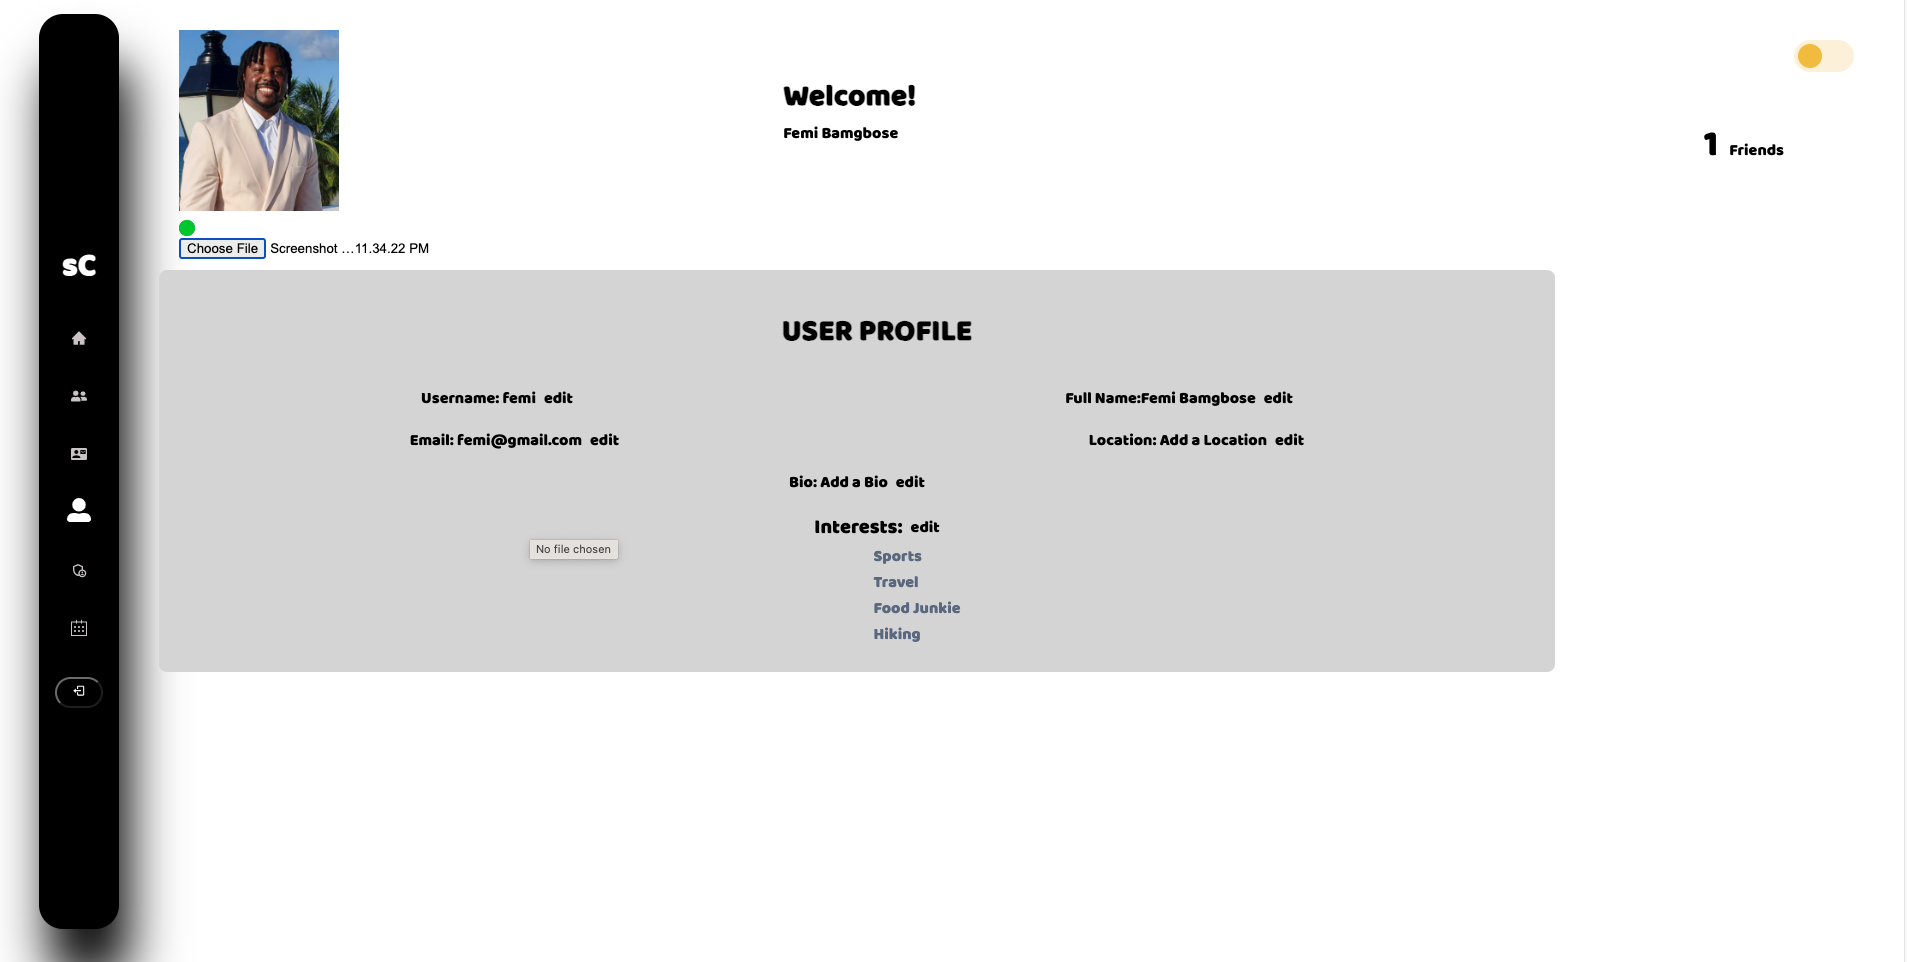 sC
Welcome!
Femi Bamgbose
1 Friends
Choose File Screenshot ...11.34.22 PM
USER PROFILE
Username: femi edit
Full Name:Femi Bamgbose edit
Email: femi@gmail.com edit
Location: Add a Location edit
Bio: Add a Bio edit
Interests: edit
No file chosen
Sports
Travel
Food Junkie
Hiking